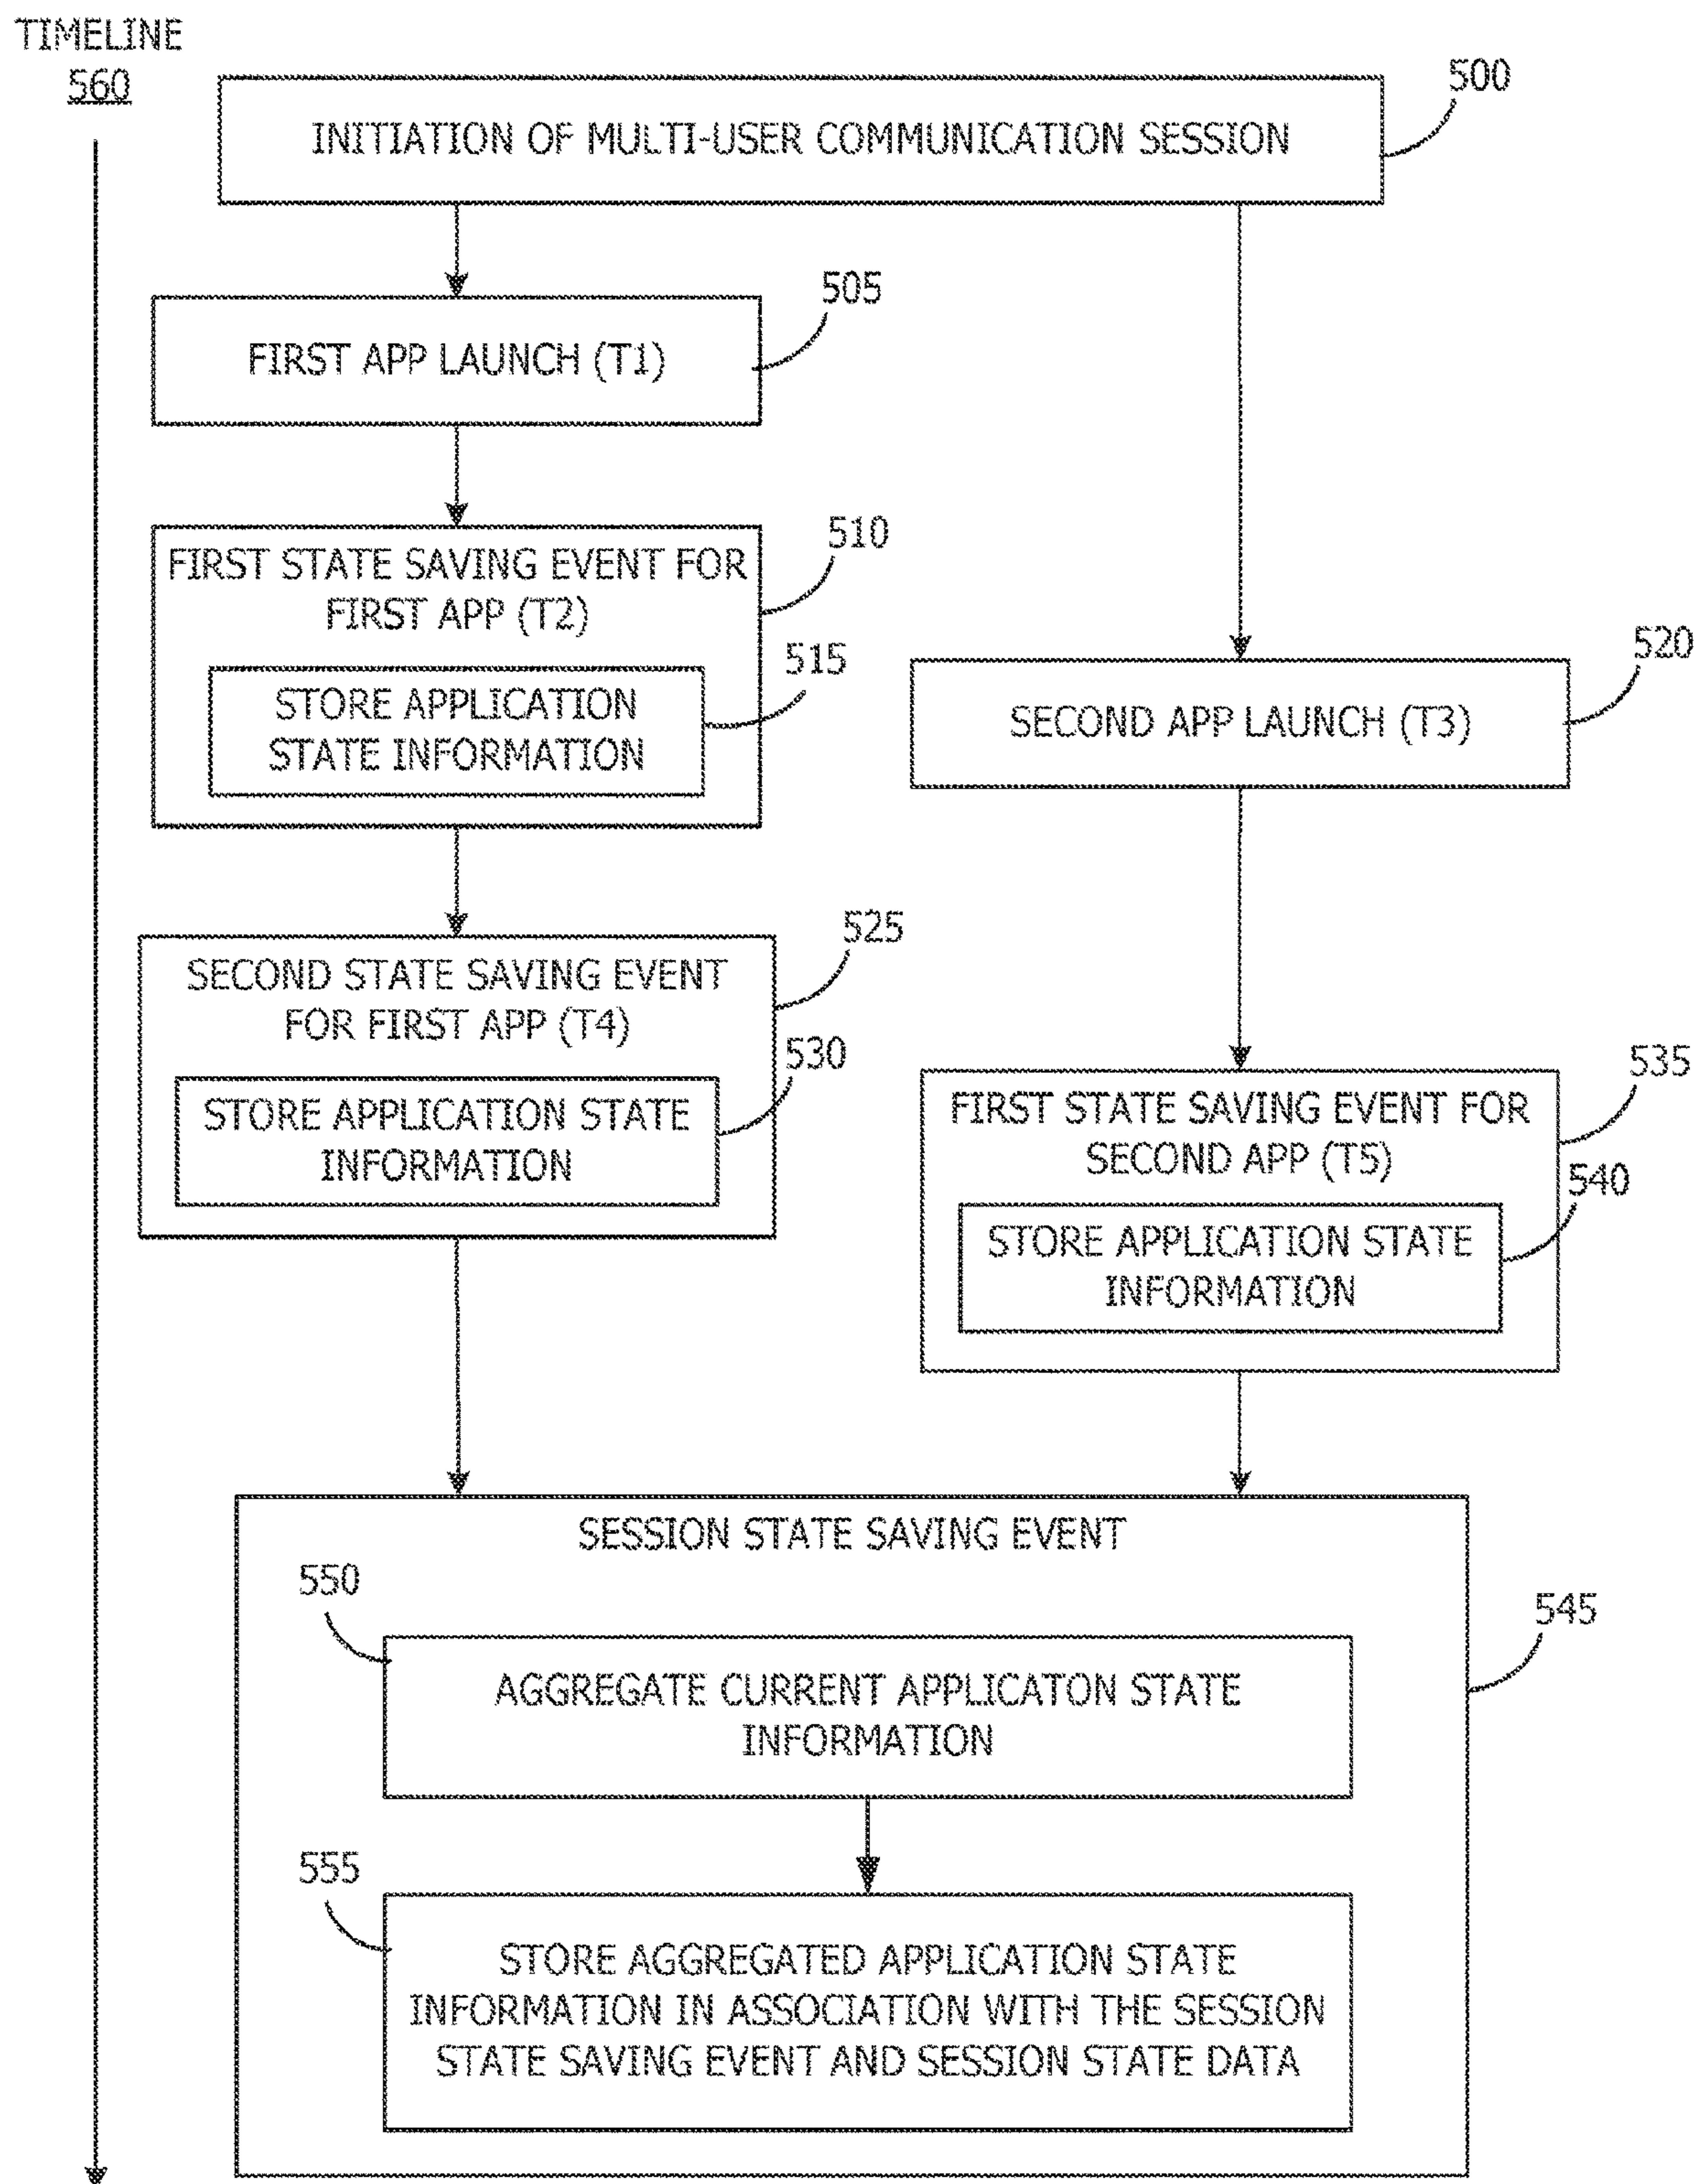 TIMELINE
560
500
INITIATION OF MULTI-USER COMMUNICATION SESSION
505
FIRST APP LAUNCH (T1)
510
FIRST STATE SAVING EVENT FOR
FIRST APP (T2)
515
STORE APPLICATION
STATE INFORMATION
520
SECOND APP LAUNCH (T3)
525
SECOND STATE SAVING EVENT
FOR FIRST APP (T4)
530
STORE APPLICATION STATE
INFORMATION
535
FIRST STATE SAVING EVENT FOR
SECOND APP (T5)
540
STORE APPLICATION STATE
INFORMATION
SESSION STATE SAVING EVENT
545
550
AGGREGATE CURRENT APPLICATON STATE
INFORMATION
555
STORE AGGREGATED APPLICATION STATE
INFORMATION IN ASSOCIATION WITH THE SESSION
STATE SAVING EVENT AND SESSION STATE DATA